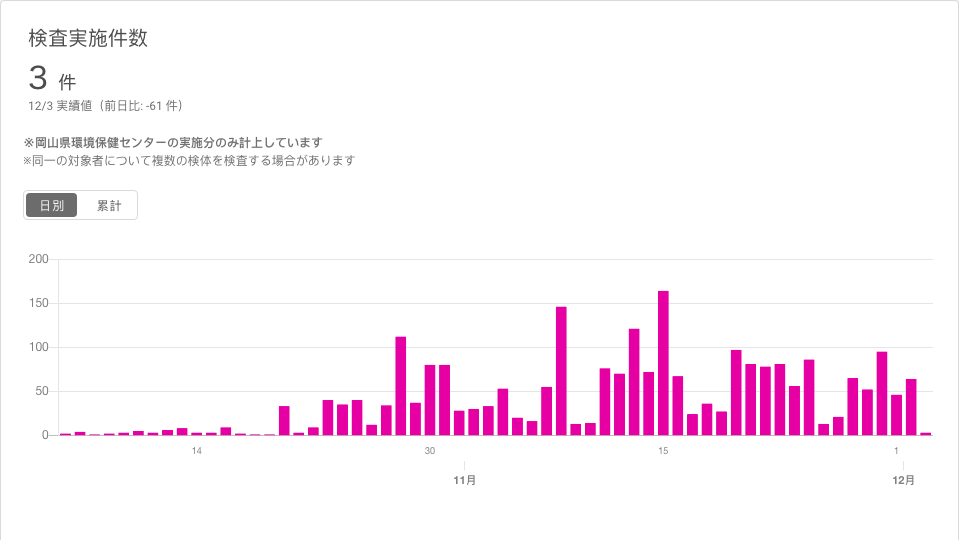 検査実施件数
3 件
12/3 実績値（前日比: -61 件）
※岡山県環境保健センターの実施分のみ計上しています
※同一の対象者について複数の検体を検査する場合があります
日別 累計
200
150
100
50
0
14 30 15 1
11月 12月